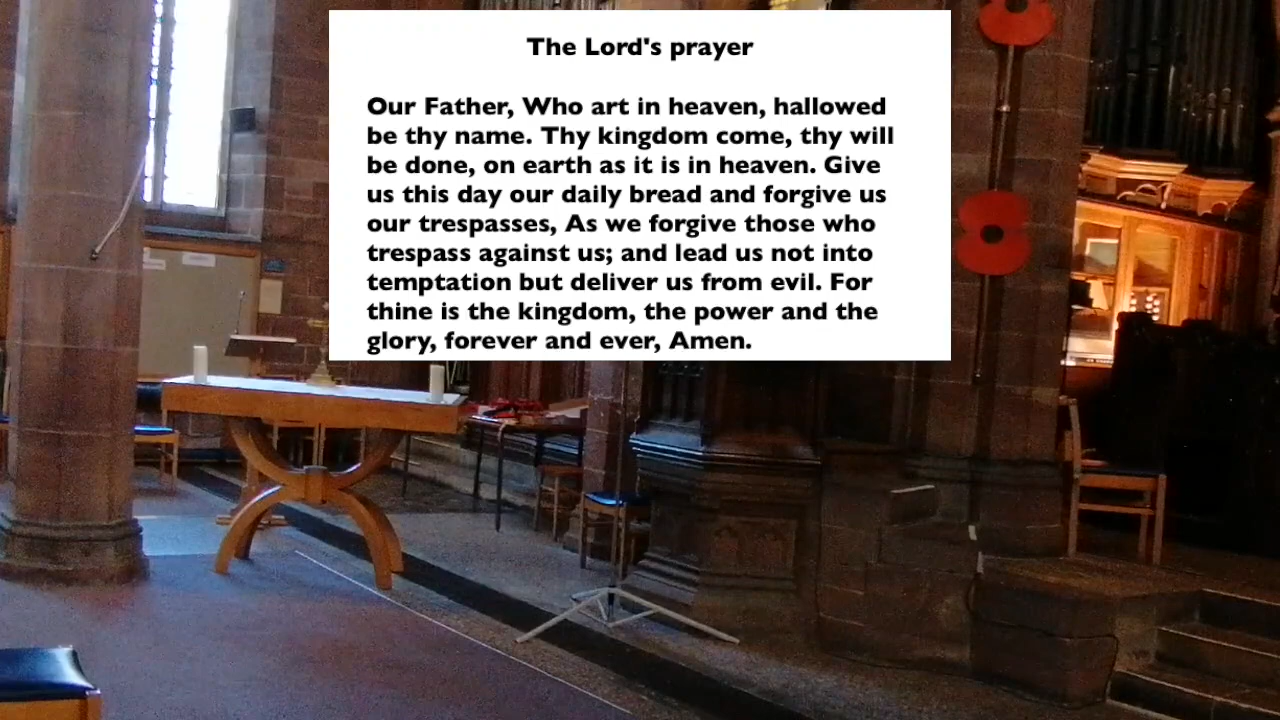 The Lord's prayer
Our Father, Who art in heaven, hallowed
be thy name. Thy kingdom come, thy will
be done, on earth as it is in heaven. Give
us this day our daily bread and forgive us
our trespasses, As we forgive those who
trespass against us; and lead us not into
temptation but deliver us from evil. For
thine is the kingdom, the power and the
glory, forever and ever, Amen.